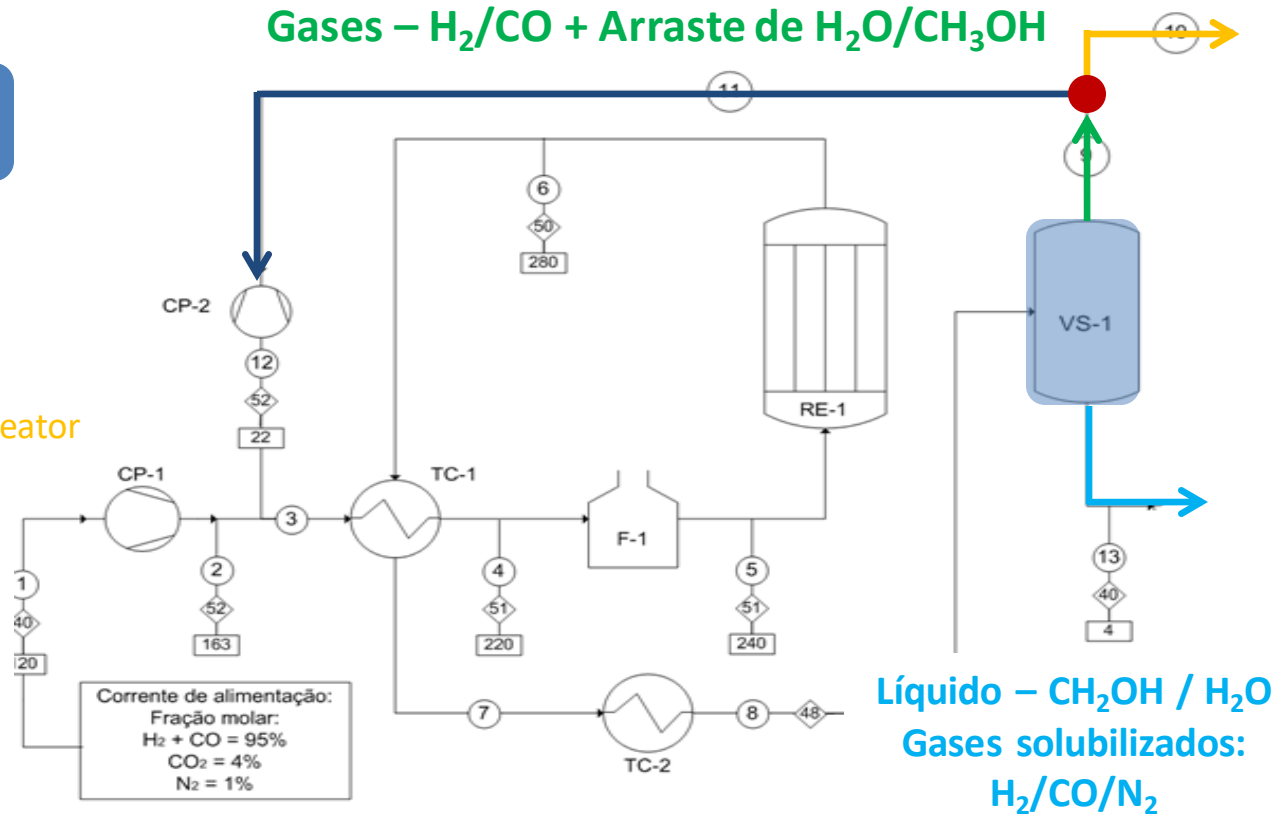 Gases – H₂/CO + Arraste de H₂O/CH₃OH
10
11
9
6
50
280
CP-2
12
52
22
RE-1
VS-1
eator
CP-1
TC-1
3
F-1
1
40
20
2
52
163
4
51
220
5
51
240
13
40
4
Corrente de alimentação:
Fração molar:
H₂ + CO = 95%
CO₂ = 4%
N₂ = 1%
7
8
48
TC-2
Líquido – CH₂OH / H₂O
Gases solubilizados:
H₂/CO/N₂